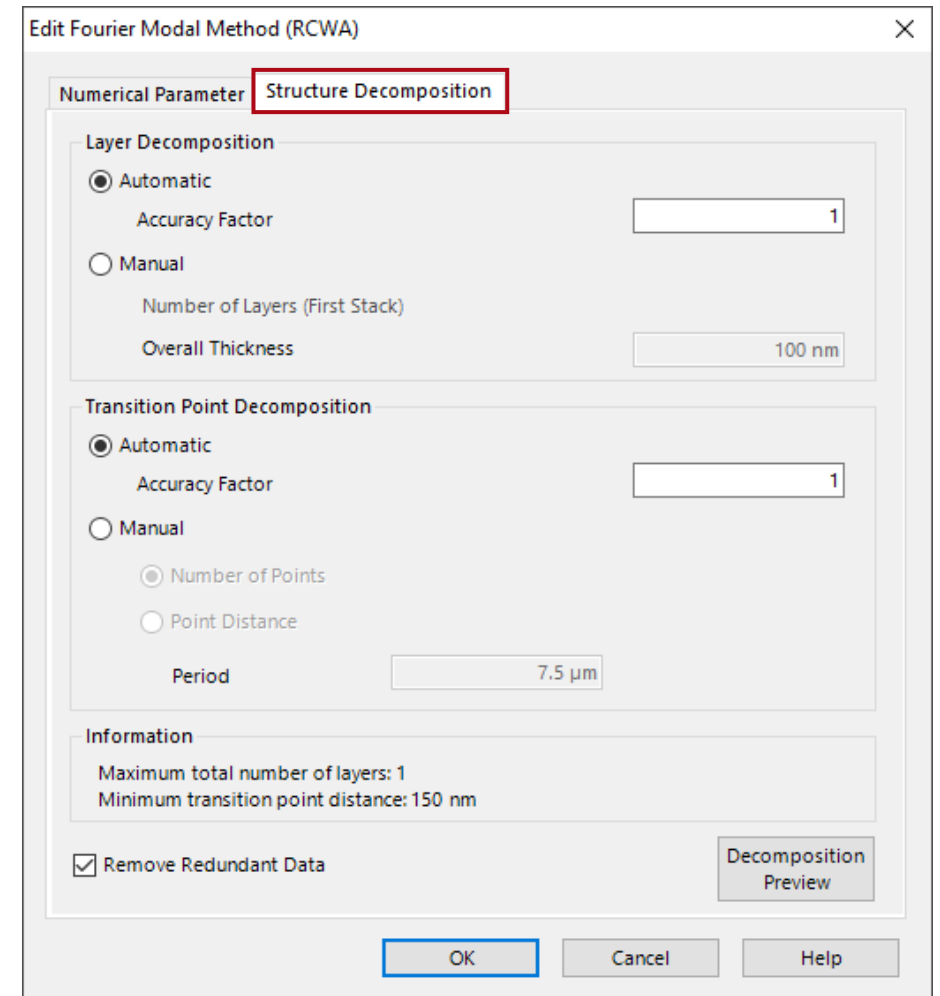 Edit Fourier Modal Method (RCWA)
Numerical Parameter Structure Decomposition
Layer Decomposition
Automatic
Accuracy Factor 1
Manual
Number of Layers (First Stack)
Overall Thickness 100 nm
Transition Point Decomposition
Automatic
Accuracy Factor 1
Manual
Number of Points
Point Distance
Period 7.5 µm
Information
Maximum total number of layers: 1
Minimum transition point distance: 150 nm
Remove Redundant Data
Decomposition
Preview
OK Cancel Help